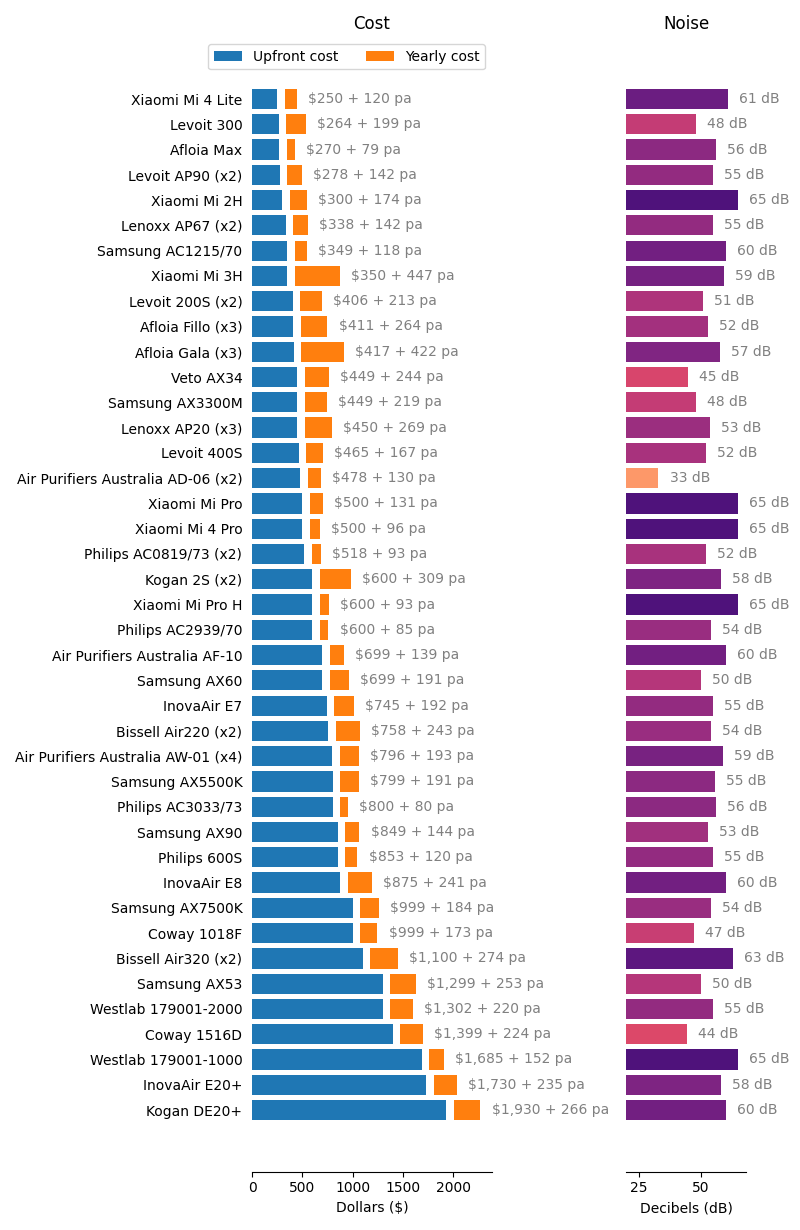 Cost Noise
Upfront cost Yearly cost
Xiaomi Mi 4 Lite $250 + 120 pa 61 dB
Levoit 300 $264 + 199 pa 48 dB
Afloia Max $270 + 79 pa 56 dB
Levoit AP90 (x2) $278 + 142 pa 55 dB
Xiaomi Mi 2H $300 + 174 pa 65 dB
Lenoxx AP67 (x2) $338 + 142 pa 55 dB
Samsung AC1215/70 $349 + 118 pa 60 dB
Xiaomi Mi 3H $350 + 447 pa 59 dB
Levoit 200S (x2) $406 + 213 pa 51 dB
Afloia Fillo (x3) $411 + 264 pa 52 dB
Afloia Gala (x3) $417 + 422 pa 57 dB
Veto AX34 $449 + 244 pa 45 dB
Samsung AX3300M $449 + 219 pa 48 dB
Lenoxx AP20 (x3) $450 + 269 pa 53 dB
Levoit 400S $465 + 167 pa 52 dB
Air Purifiers Australia AD-06 (x2) $478 + 130 pa 33 dB
Xiaomi Mi Pro $500 + 131 pa 65 dB
Xiaomi Mi 4 Pro $500 + 96 pa 65 dB
Philips AC0819/73 (x2) $518 + 93 pa 52 dB
Kogan 2S (x2) $600 + 309 pa 58 dB
Xiaomi Mi Pro H $600 + 93 pa 65 dB
Philips AC2939/70 $600 + 85 pa 54 dB
Air Purifiers Australia AF-10 $699 + 139 pa 60 dB
Samsung AX60 $699 + 191 pa 50 dB
InovaAir E7 $745 + 192 pa 55 dB
Bissell Air220 (x2) $758 + 243 pa 54 dB
Air Purifiers Australia AW-01 (x4) $796 + 193 pa 59 dB
Samsung AX5500K $799 + 191 pa 55 dB
Philips AC3033/73 $800 + 80 pa 56 dB
Samsung AX90 $849 + 144 pa 53 dB
Philips 600S $853 + 120 pa 55 dB
InovaAir E8 $875 + 241 pa 60 dB
Samsung AX7500K $999 + 184 pa 54 dB
Coway 1018F $999 + 173 pa 47 dB
Bissell Air320 (x2) $1,100 + 274 pa 63 dB
Samsung AX53 $1,299 + 253 pa 50 dB
Westlab 179001-2000 $1,302 + 220 pa 55 dB
Coway 1516D $1,399 + 224 pa 44 dB
Westlab 179001-1000 $1,685 + 152 pa 65 dB
InovaAir E20+ $1,730 + 235 pa 58 dB
Kogan DE20+ $1,930 + 266 pa 60 dB
0 500 1000 1500 2000 25 50
Dollars ($) Decibels (dB)